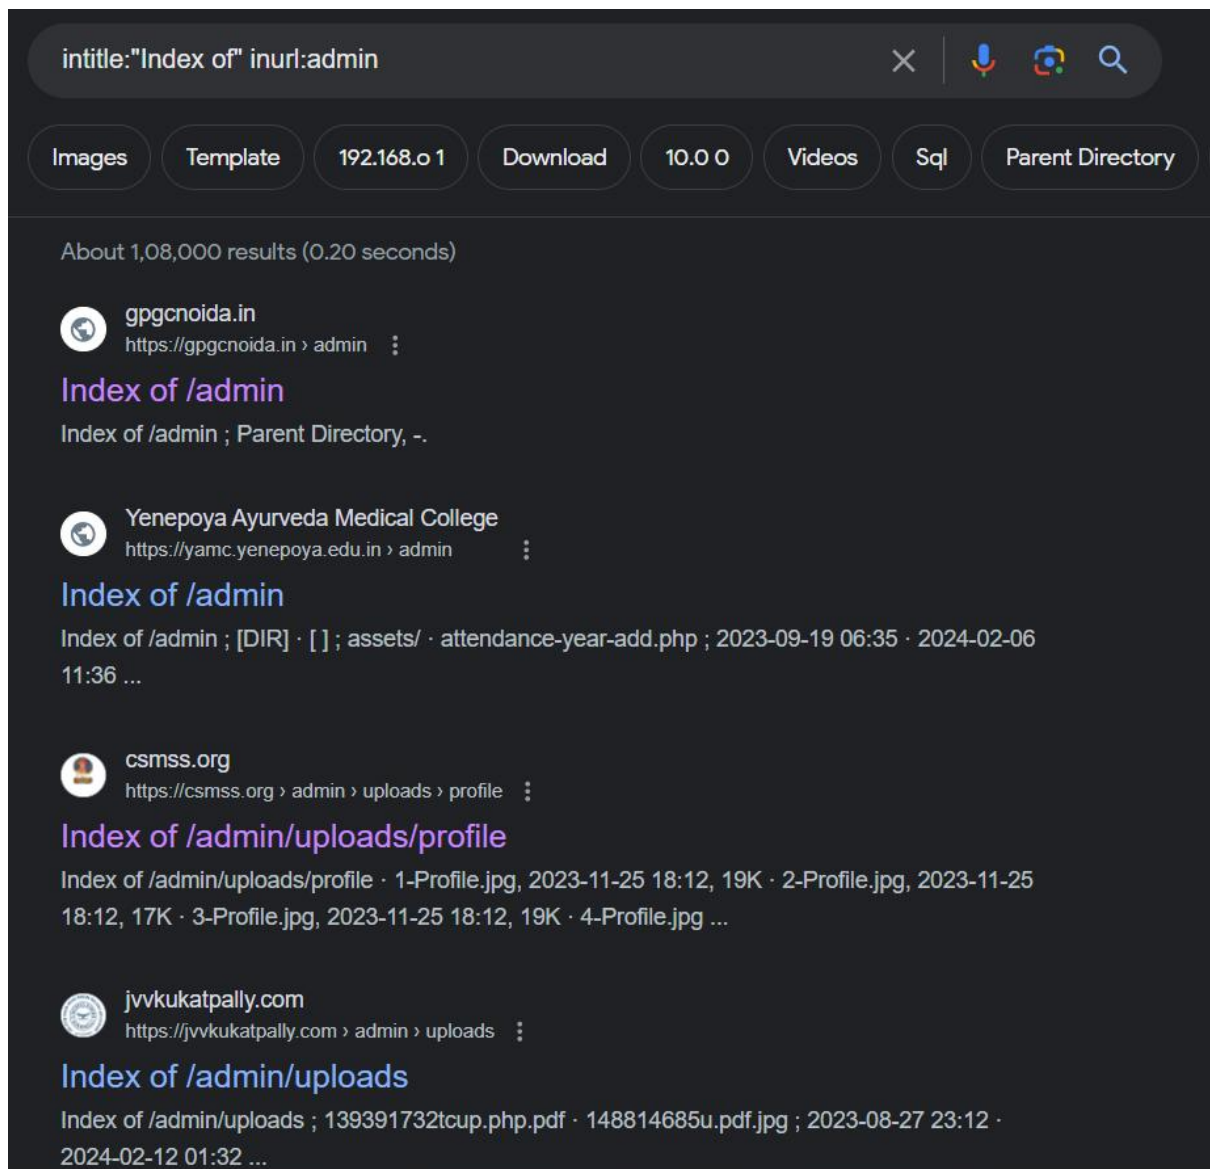 intitle:"Index of" inurl:admin
Images Template 192.168.o 1 Download 10.0 0 Videos Sql Parent Directory
About 1,08,000 results (0.20 seconds)
gpgcnoida.in
https://gpgcnoida.in › admin
Index of /admin
Index of /admin ; Parent Directory, -.
Yenepoya Ayurveda Medical College
https://yamc.yenepoya.edu.in › admin
Index of /admin
Index of /admin ; [DIR] · [ ] ; assets/ · attendance-year-add.php ; 2023-09-19 06:35 · 2024-02-06
11:36 ...
csmss.org
https://csmss.org › admin › uploads › profile
Index of /admin/uploads/profile
Index of /admin/uploads/profile · 1-Profile.jpg, 2023-11-25 18:12, 19K · 2-Profile.jpg, 2023-11-25
18:12, 17K · 3-Profile.jpg, 2023-11-25 18:12, 19K · 4-Profile.jpg ...
jvvkukatpally.com
https://jvvkukatpally.com › admin › uploads
Index of /admin/uploads
Index of /admin/uploads ; 139391732tcup.php.pdf · 148814685u.pdf.jpg ; 2023-08-27 23:12 ·
2024-02-12 01:32 ...